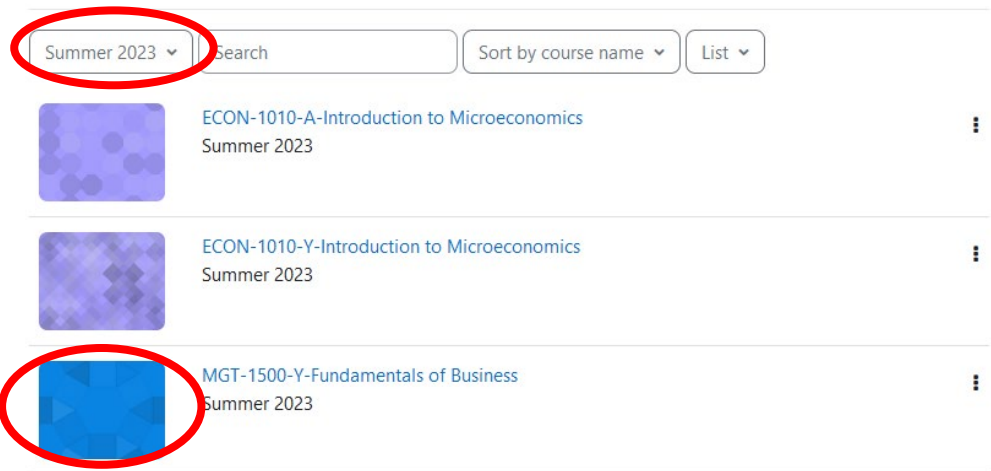 Summer 2023 Search Sort by course name List
ECON-1010-A-Introduction to Microeconomics
Summer 2023
ECON-1010-Y-Introduction to Microeconomics
Summer 2023
MGT-1500-Y-Fundamentals of Business
Summer 2023